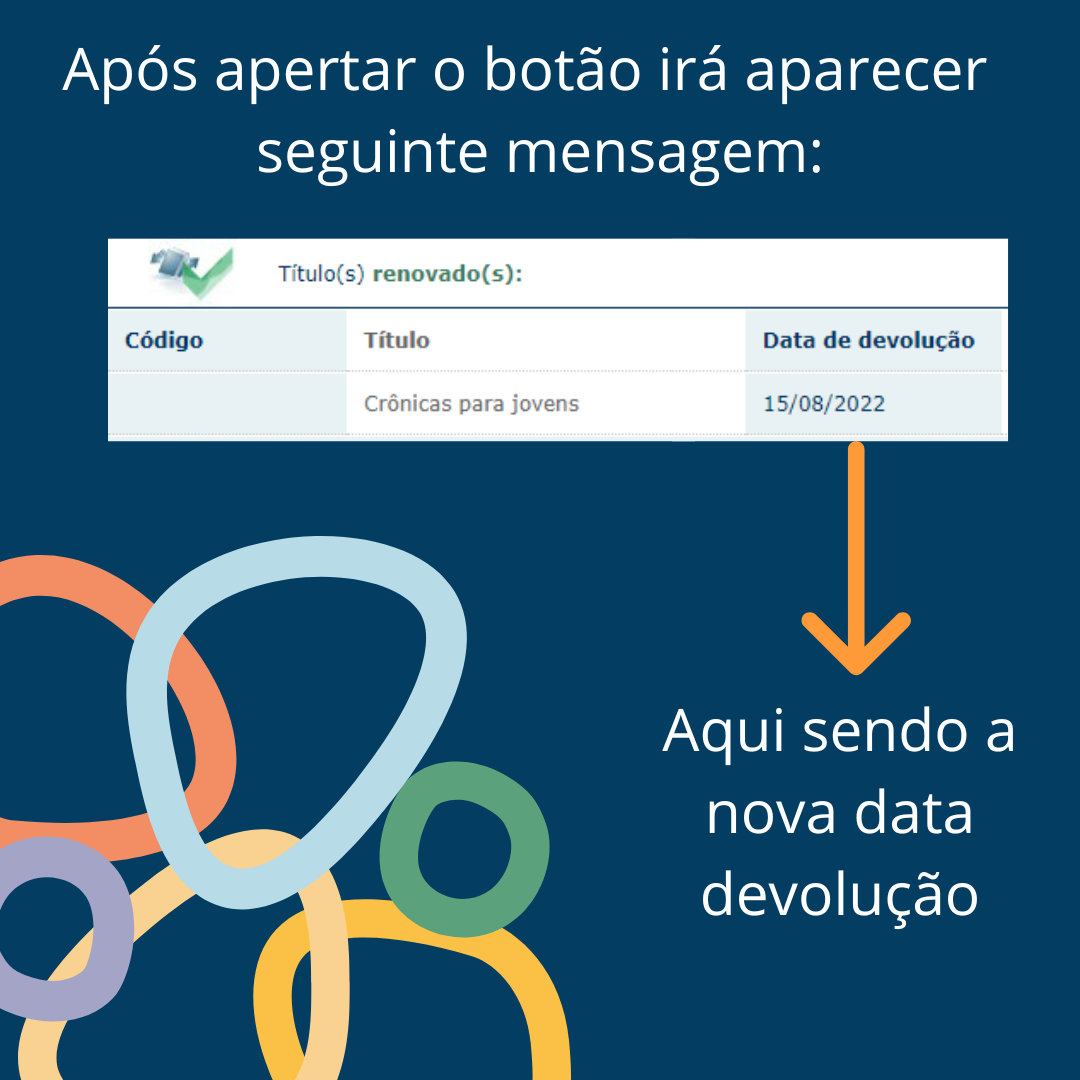 Após apertar o botão irá aparecer
seguinte mensagem:
Título(s) renovado(s):
Código Título Data de devolução
Crônicas para jovens 15/08/2022
Aqui sendo a
nova data
devolução